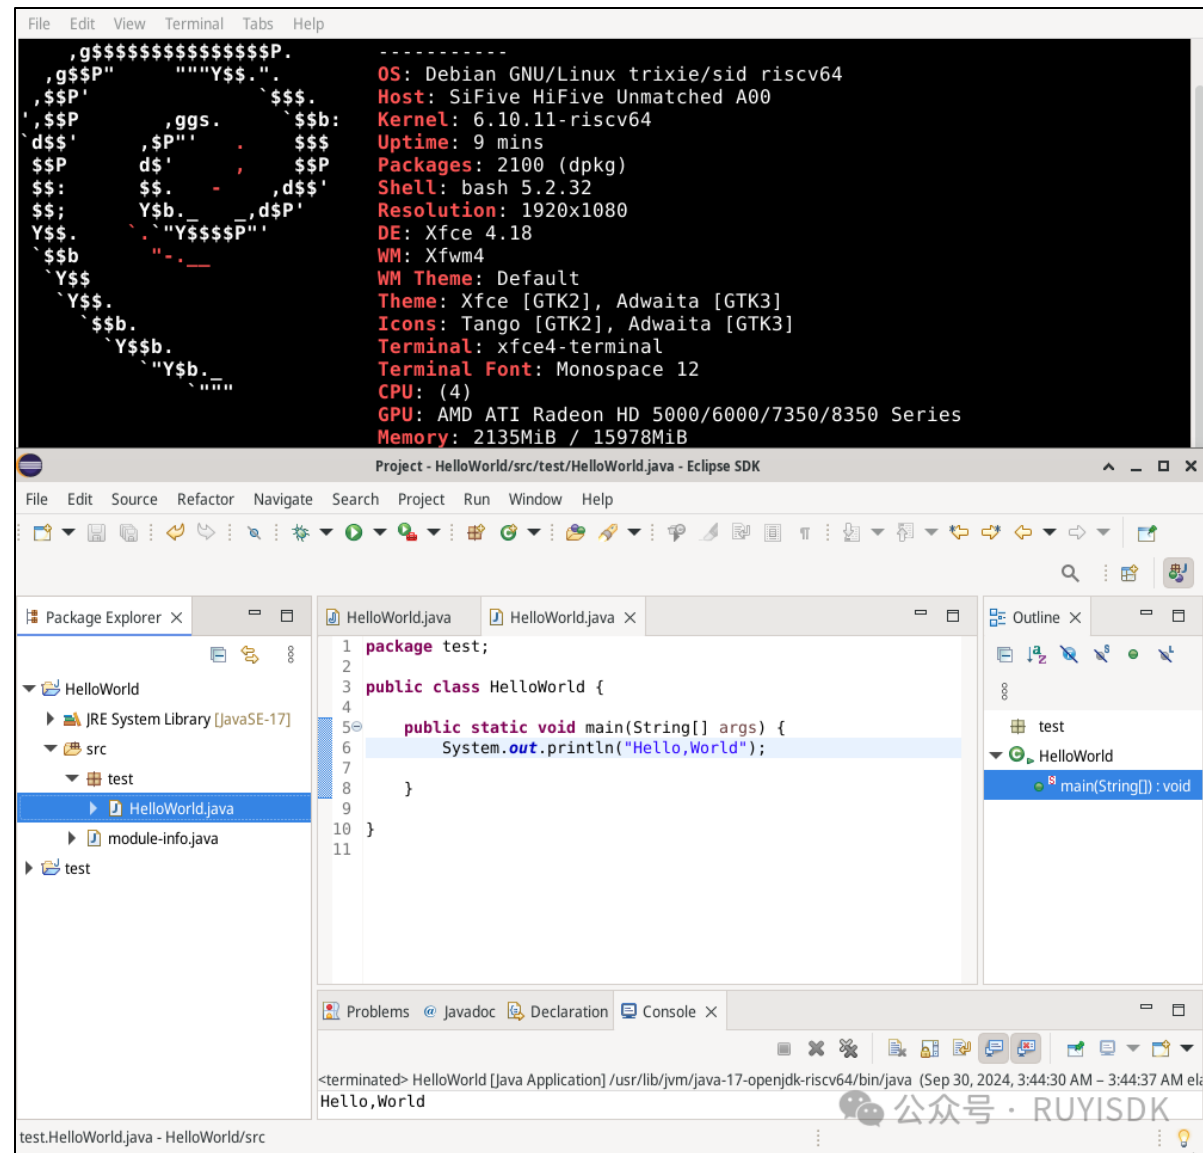 File Edit View Terminal Tabs Help
-----------
OS: Debian GNU/Linux trixie/sid riscv64
Host: SiFive HiFive Unmatched A00
Kernel: 6.10.11-riscv64
Uptime: 9 mins
Packages: 2100 (dpkg)
Shell: bash 5.2.32
Resolution: 1920x1080
DE: Xfce 4.18
WM: Xfwm4
WM Theme: Default
Theme: Xfce [GTK2], Adwaita [GTK3]
Icons: Tango [GTK2], Adwaita [GTK3]
Terminal: xfce4-terminal
Terminal Font: Monospace 12
CPU: (4)
GPU: AMD ATI Radeon HD 5000/6000/7350/8350 Series
Memory: 2135MiB / 15978MiB
Project - HelloWorld/src/test/HelloWorld.java - Eclipse SDK
File Edit Source Refactor Navigate Search Project Run Window Help
Package Explorer
HelloWorld
JRE System Library [JavaSE-17]
src
test
HelloWorld.java
module-info.java
test
HelloWorld.java HelloWorld.java
1 package test;
2
3 public class HelloWorld {
4
5 public static void main(String[] args) {
6 System.out.println("Hello,World");
7
8 }
9
10 }
11
Outline
test
HelloWorld
main(String[]) : void
Problems Javadoc Declaration Console
<terminated> HelloWorld [Java Application] /usr/lib/jvm/java-17-openjdk-riscv64/bin/java (Sep 30, 2024, 3:44:30 AM – 3:44:37 AM ela
Hello,World
公众号 · RUYISDK
test.HelloWorld.java - HelloWorld/src